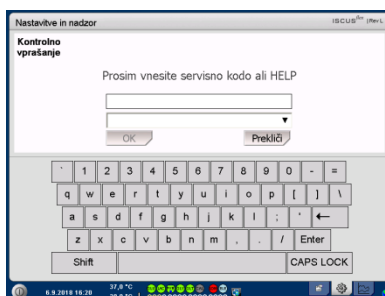 Nastavitve in nadzor
ISCUS
Kontrolno
vprašanje
Prosim vnesite servisno kodo ali HELP
OK
Prekliči
` 1 2 3 4 5 6 7 8 9 0 - =
q w e r t y u i o p [ ] \
a s d f g h j k l ; ' ←
z x c v b n m , . / Enter
Shift
CAPS LOCK
6.9.2018 16:20
37,0 °C